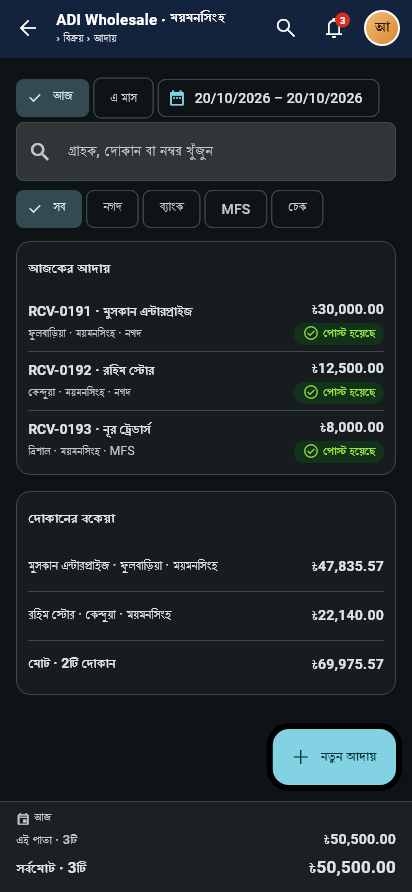 ADI Wholesale · ময়মনসিংহ
› বিক্রয় › আদায়
3
আ
আজ
এ মাস
20/10/2026 – 20/10/2026
গ্রাহক, দোকান বা নম্বর খুঁজুন
সব
নগদ
ব্যাংক
MFS
চেক
আজকের আদায়
RCV-0191 · মুসকান এন্টারপ্রাইজ
৳30,000.00
ফুলবাড়িয়া · ময়মনসিংহ · নগদ
পোস্ট হয়েছে
RCV-0192 · রহিম স্টোর
৳12,500.00
কেন্দুয়া · ময়মনসিংহ · নগদ
পোস্ট হয়েছে
RCV-0193 · নূর ট্রেডার্স
৳8,000.00
ত্রিশাল · ময়মনসিংহ · MFS
পোস্ট হয়েছে
দোকানের বকেয়া
মুসকান এন্টারপ্রাইজ · ফুলবাড়িয়া · ময়মনসিংহ
৳47,835.57
রহিম স্টোর · কেন্দুয়া · ময়মনসিংহ
৳22,140.00
মোট · 2টি দোকান
৳69,975.57
নতুন আদায়
আজ
এই পাতা · 3টি
৳50,500.00
সর্বমোট · 3টি
৳50,500.00